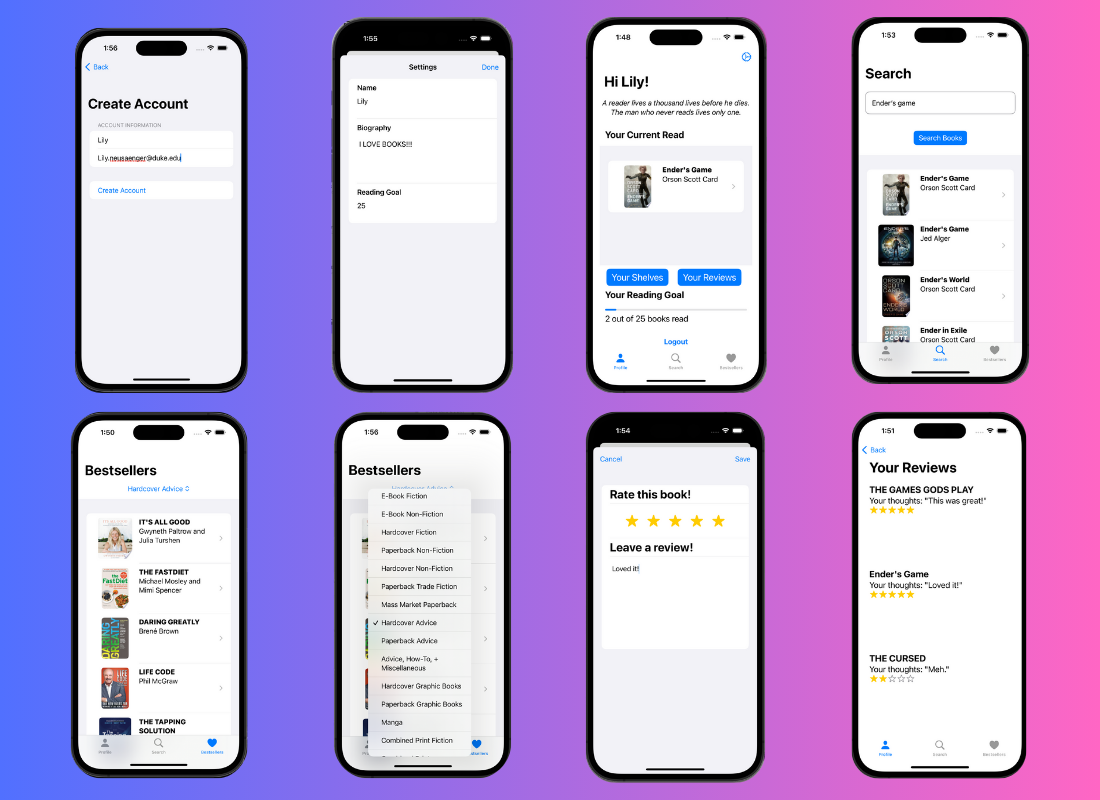 1:56
Back
Create Account
ACCOUNT INFORMATION
Lily
Lily.neusaenger@duke.edu
Create Account
1:55
Settings
Done
Name
Lily
Biography
I LOVE BOOKS!!!
Reading Goal
25
1:48
Hi Lily!
A reader lives a thousand lives before he dies.
The man who never reads lives only one.
Your Current Read
Ender's Game
Orson Scott Card
Your Shelves
Your Reviews
Your Reading Goal
2 out of 25 books read
Logout
Profile
Search
Bestsellers
1:53
Search
Ender's game
Search Books
Ender's Game
Orson Scott Card
Ender's Game
Jed Alger
Ender's World
Orson Scott Card
Ender in Exile
Orson Scott Card
Profile
Search
Bestsellers
1:50
Bestsellers
Hardcover Advice
IT'S ALL GOOD
Gwyneth Paltrow and
Julia Turshen
THE FASTDIET
Michael Mosley and
Mimi Spencer
DARING GREATLY
Brené Brown
LIFE CODE
Phil McGraw
THE TAPPING
SOLUTION
Profile
Search
Bestsellers
1:56
Bestsellers
Hardcover Advice
E-Book Fiction
E-Book Non-Fiction
Hardcover Fiction
Paperback Non-Fiction
Hardcover Non-Fiction
Paperback Trade Fiction
Mass Market Paperback
Hardcover Advice
Paperback Advice
Advice, How-To, +
Miscellaneous
Hardcover Graphic Books
Paperback Graphic Books
Manga
Combined Print Fiction
1:54
Cancel
Save
Rate this book!
Leave a review!
Loved it!
1:51
Back
Your Reviews
THE GAMES GODS PLAY
Your thoughts: "This was great!"
Ender's Game
Your thoughts: "Loved it!"
THE CURSED
Your thoughts: "Meh."
Profile
Search
Bestsellers